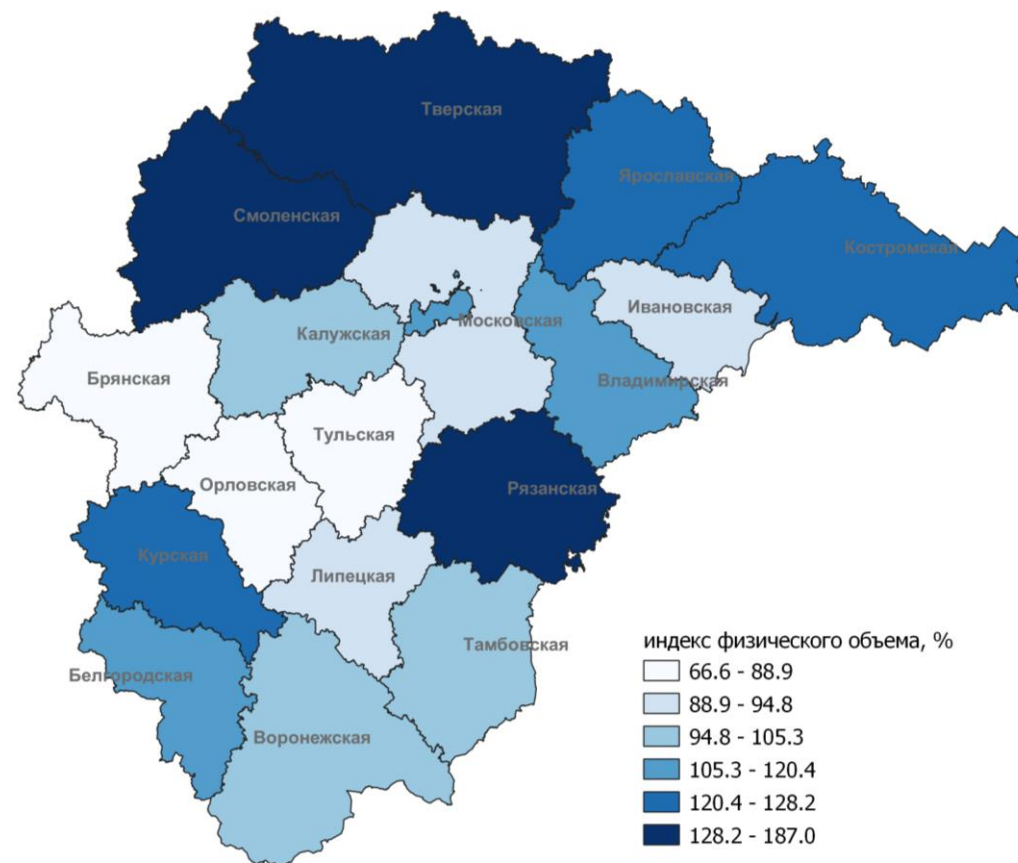 Тверская
Ярославская
Смоленская
Костромская
Ивановская
Московская
Калужская
Владимирская
Брянская
Тульская
Орловская
Рязанская
Курская
Липецкая
Тамбовская
Белгородская
Воронежская
индекс физического объема, %
66.6 - 88.9
88.9 - 94.8
94.8 - 105.3
105.3 - 120.4
120.4 - 128.2
128.2 - 187.0